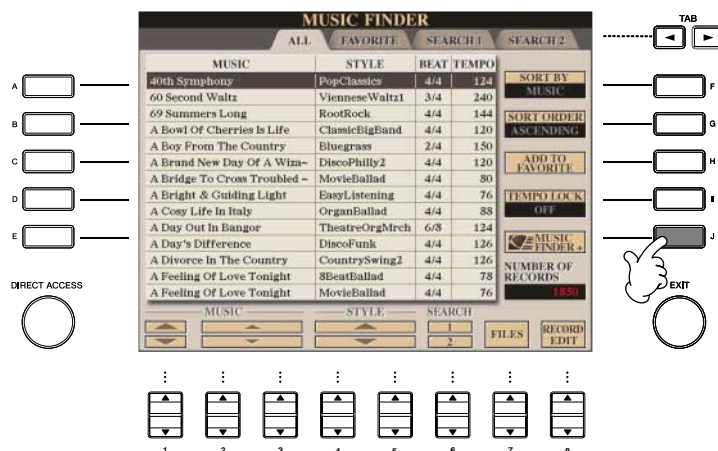 MUSIC FINDER
TAB
ALL FAVORITE SEARCH 1 SEARCH 2
MUSIC STYLE BEAT TEMPO
40th Symphony PopClassics 4/4 124
60 Second Waltz VienneseWaltz1 3/4 240
69 Summers Long RootRock 4/4 144
A Bowl Of Cherries Is Life ClassicBigBand 4/4 120
A Boy From The Country Bluegrass 2/4 150
A Brand New Day Of A Wiza~ DiscoPhilly2 4/4 120
A Bridge To Cross Troubled ~ MovieBallad 4/4 80
A Bright & Guiding Light EasyListening 4/4 76
A Cosy Life In Italy OrganBallad 4/4 88
A Day Out In Bangor TheatreOrgMrch 6/8 124
A Day's Difference DiscoFunk 4/4 126
A Divorce In The Country CountrySwing2 4/4 126
A Feeling Of Love Tonight 8BeatBallad 4/4 78
A Feeling Of Love Tonight MovieBallad 4/4 76
SORT BY
MUSIC
SORT ORDER
ASCENDING
ADD TO
FAVORITE
TEMPO LOCK
OFF
MUSIC
FINDER+
NUMBER OF
RECORDS
1850
MUSIC STYLE SEARCH
1
2
FILES
RECORD
EDIT
A
B
C
D
E
F
G
H
I
J
DIRECT ACCESS
EXIT
1 2 3 4 5 6 7 8